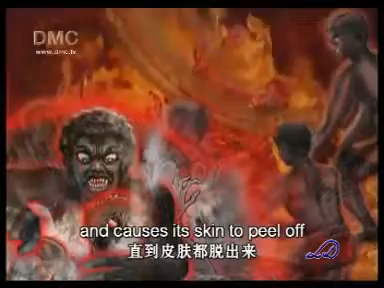 DMC
www.dmc.tv
and causes its skin to peel off
直到皮肤都脱出来